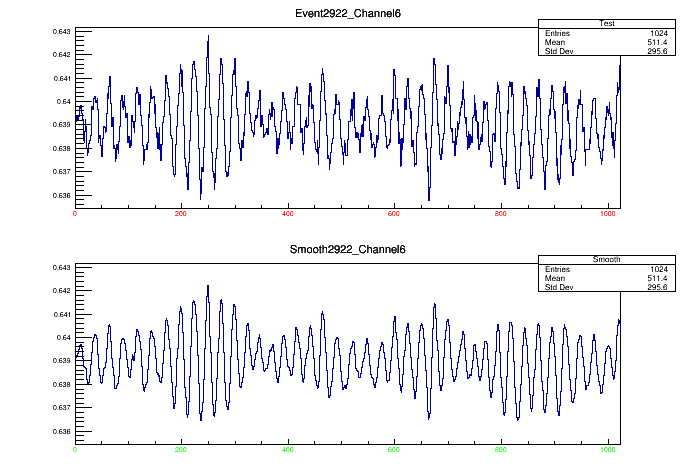 Event2922_Channel6
Test
Entries 1024
Mean 511.4
Std Dev 295.6
0.643
0.642
0.641
0.64
0.639
0.638
0.637
0.636
0 200 400 600 800 1000
Smooth2922_Channel6
Smooth
Entries 1024
Mean 511.4
Std Dev 295.6
0.643
0.642
0.641
0.64
0.639
0.638
0.637
0.636
0 200 400 600 800 1000